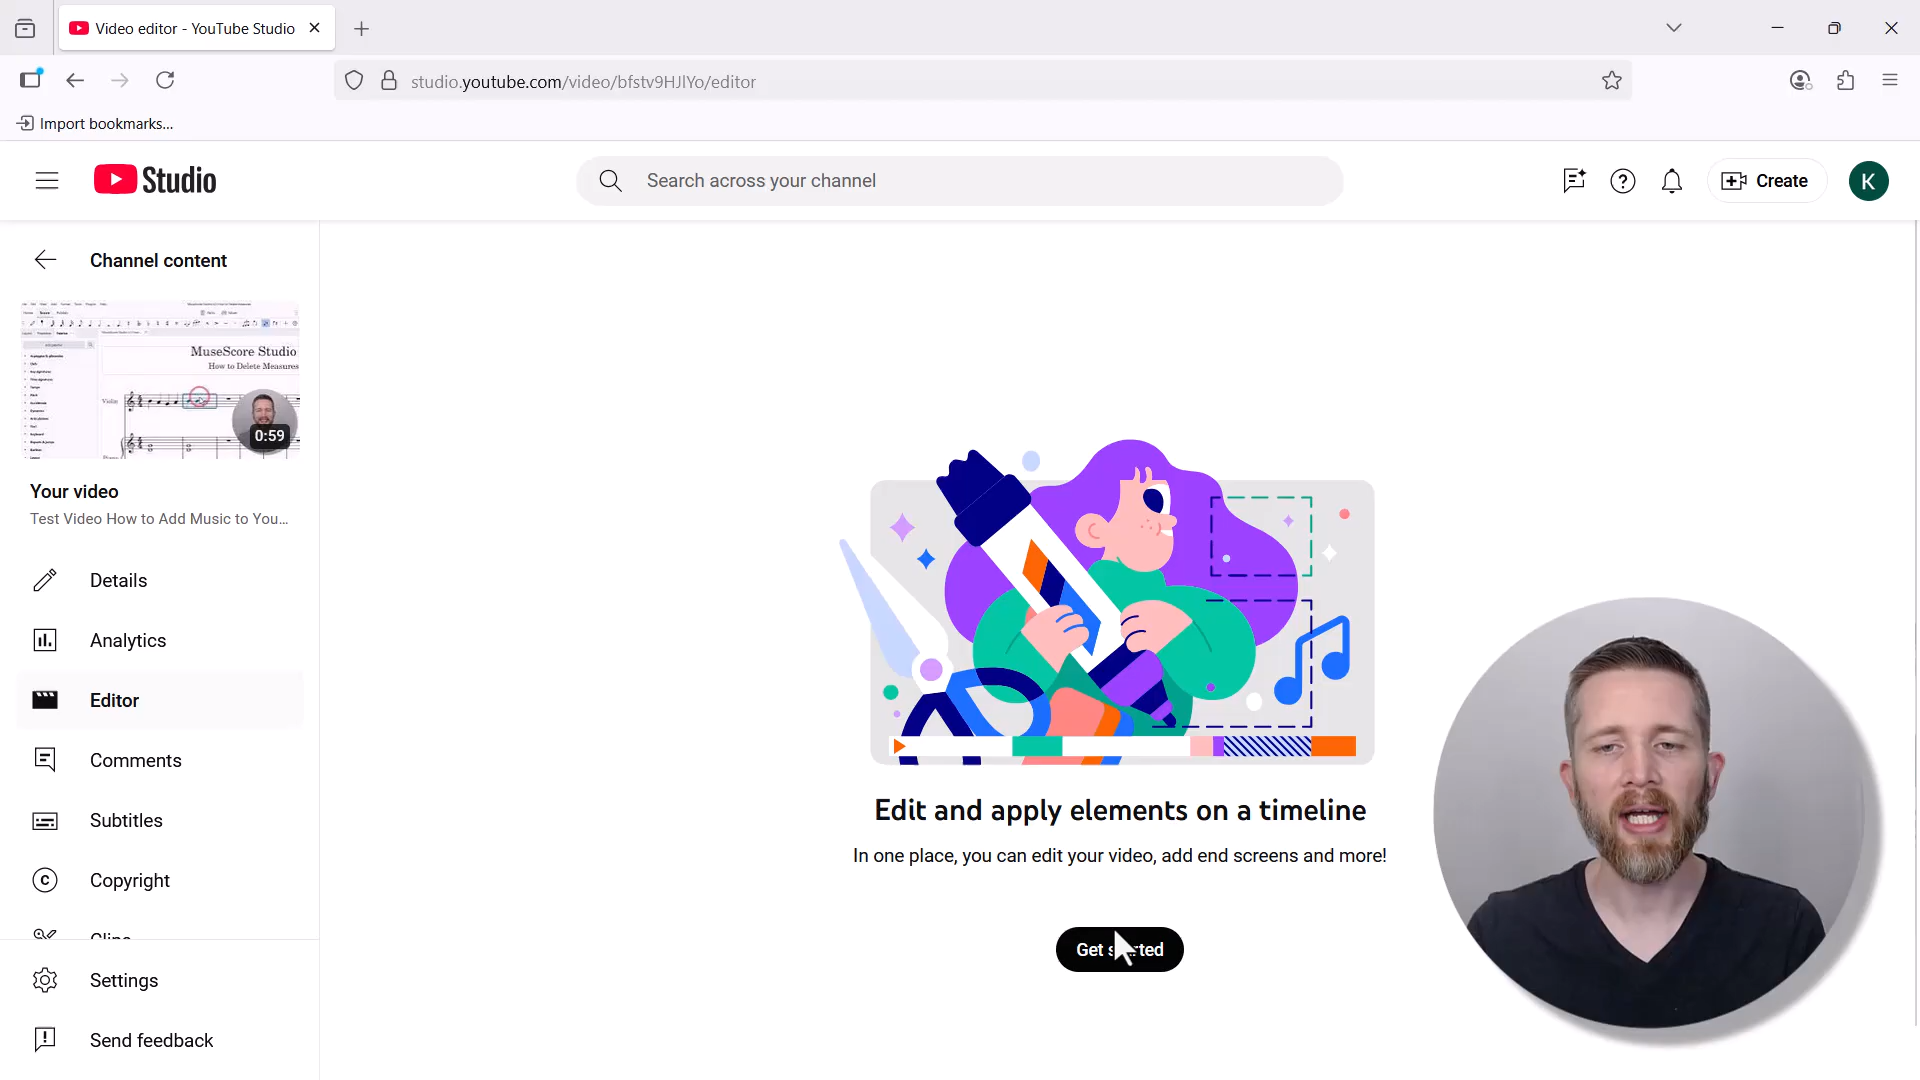 Video editor - YouTube Studio
studio.youtube.com/video/bfstv9HJlYo/editor
Import bookmarks...
Studio
Search across your channel
Create
K
Channel content
MuseScore Studio
How to Delete Measures
Violin
0:59
Your video
Test Video How to Add Music to You...
Details
Analytics
Editor
Comments
Subtitles
Copyright
Settings
Send feedback
Edit and apply elements on a timeline
In one place, you can edit your video, add end screens and more!
Get started